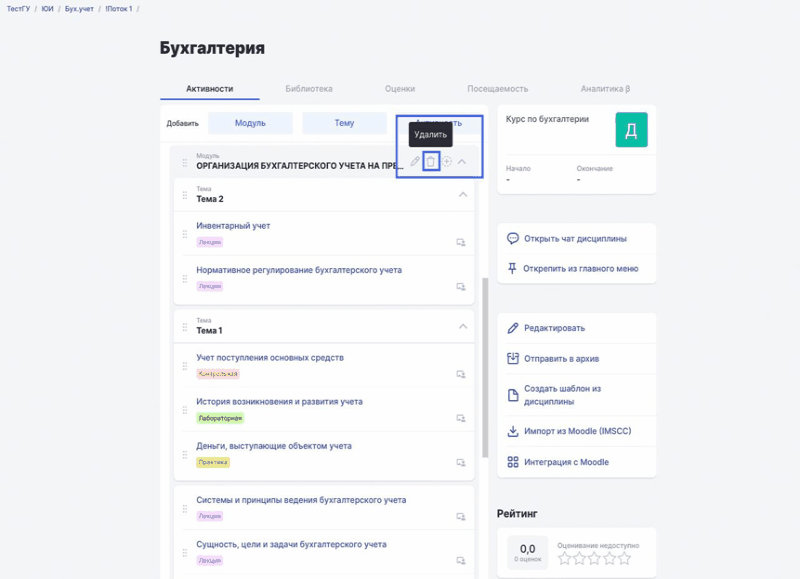 ТестГУ / ЮИ / Бух.учет / !Поток 1 /
Бухгалтерия
Активности
Библиотека
Оценки
Посещаемость
Аналитика β
Добавить
Модуль
Тему
Удалить
Модуль
ОРГАНИЗАЦИЯ БУХГАЛТЕРСКОГО УЧЕТА НА ПРЕ...
Тема
Тема 2
Инвентарный учет
Лекция
Нормативное регулирование бухгалтерского учета
Лекция
Тема
Тема 1
Учет поступления основных средств
Контрольная
История возникновения и развития учета
Лабораторная
Деньги, выступающие объектом учета
Практика
Системы и принципы ведения бухгалтерского учета
Лекция
Сущность, цели и задачи бухгалтерского учета
Лекция
Курс по бухгалтерии
Д
Начало
-
Окончание
-
Открыть чат дисциплины
Открепить из главного меню
Редактировать
Отправить в архив
Создать шаблон из
дисциплины
Импорт из Moodle (IMSCC)
Интеграция с Moodle
Рейтинг
0,0
0 оценок
Оценивание недоступно